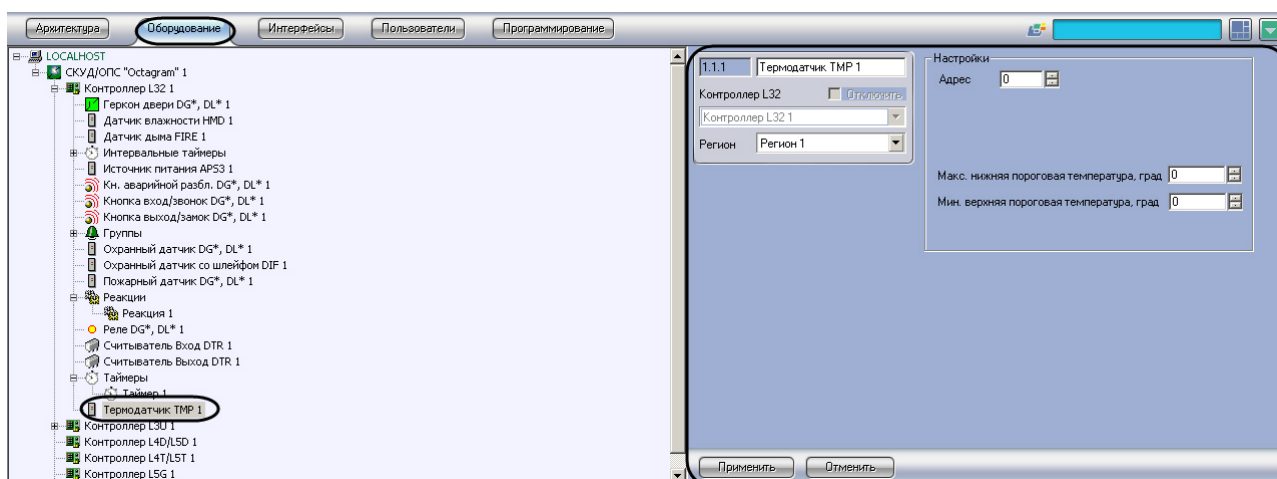 Архитектура Оборудование Интерфейсы Пользователи Программирование
LOCALHOST
СКУД/ОПС "Octagram" 1
Контроллер L32 1
Геркон двери DG*, DL* 1
Датчик влажности HMD 1
Датчик дыма FIRE 1
Интервальные таймеры
Источник питания APS3 1
Кн. аварийной разбл. DG*, DL* 1
Кнопка вход/звонок DG*, DL* 1
Кнопка выход/замок DG*, DL* 1
Группы
Охранный датчик DG*, DL* 1
Охранный датчик со шлейфом DIF 1
Пожарный датчик DG*, DL* 1
Реакции
Реакция 1
Реле DG*, DL* 1
Считыватель Вход DTR 1
Считыватель Выход DTR 1
Таймеры
Таймер 1
Термодатчик TMP 1
Контроллер L3U 1
Контроллер L4D/L5D 1
Контроллер L4T/L5T 1
Контроллер L5G 1
1.1.1 Термодатчик TMP 1
Контроллер L32 Отключить
Контроллер L32 1
Регион Регион 1
Настройки
Адрес 0
Макс. нижняя пороговая температура, град 0
Мин. верхняя пороговая температура, град 0
Применить Отменить